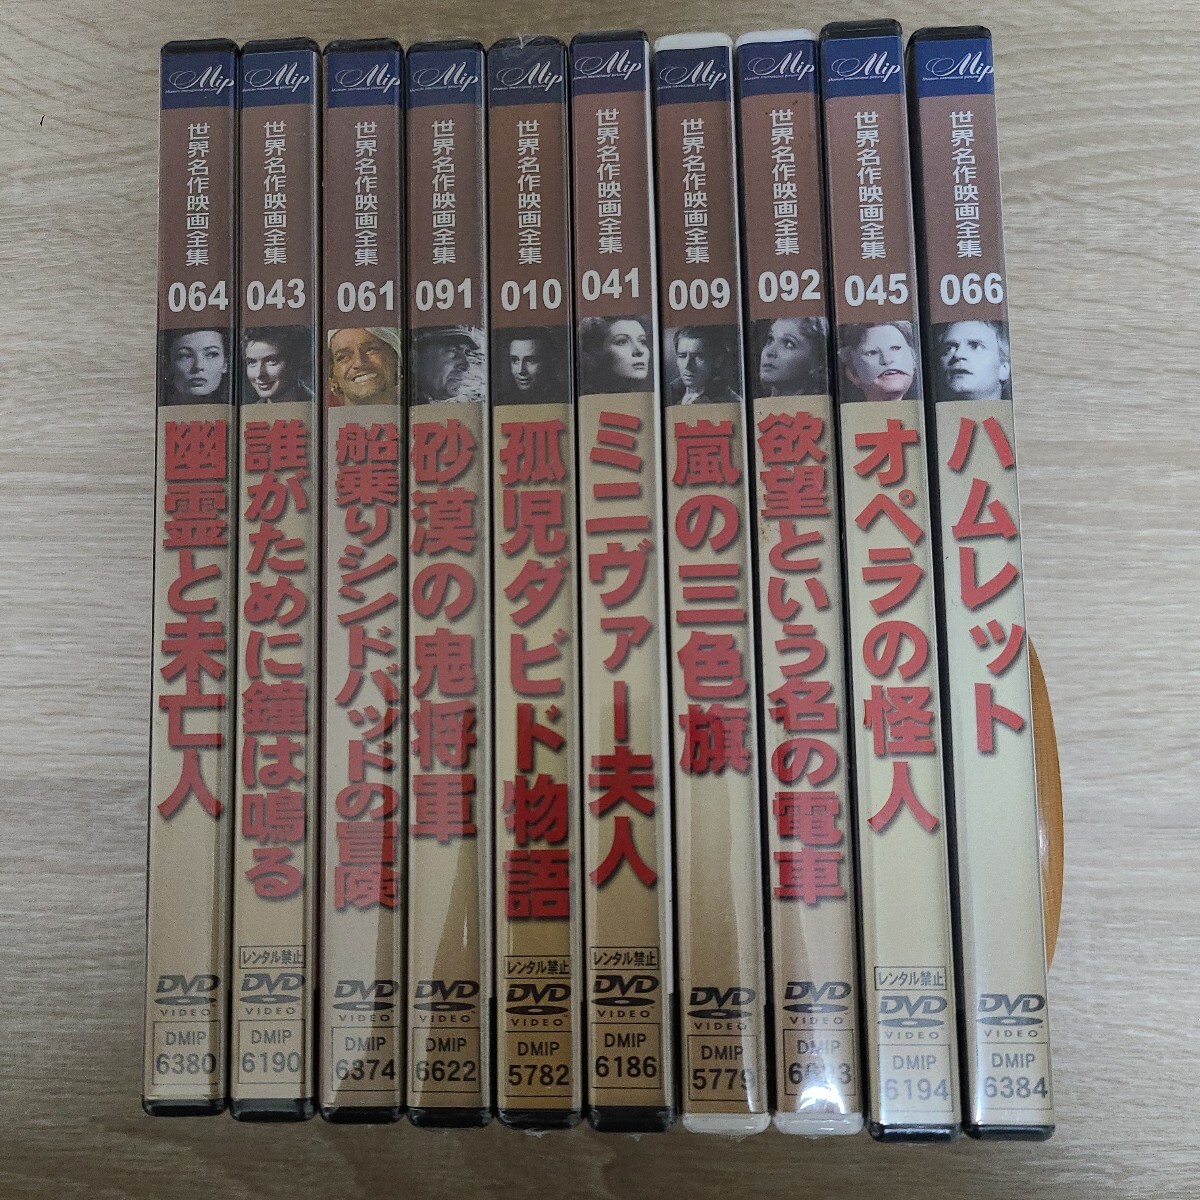 Mip
世界名作映画全集
064
幽霊と未亡人
DVD
VIDEO
DMIP
6380
Mip
世界名作映画全集
043
誰がために鐘は鳴る
レンタル禁止
DVD
VIDEO
DMIP
6190
Mip
世界名作映画全集
061
船乗りシンドバッドの冒険
DVD
VIDEO
DMIP
6374
Mip
世界名作映画全集
091
砂漠の鬼将軍
DVD
VIDEO
DMIP
6622
Mip
世界名作映画全集
010
孤児ダビド物語
レンタル禁止
DVD
VIDEO
DMIP
5782
Mip
世界名作映画全集
041
ミニヴァー夫人
レンタル禁止
DVD
VIDEO
DMIP
6186
Mip
世界名作映画全集
009
嵐の三色旗
DVD
VIDEO
DMIP
5779
Mip
世界名作映画全集
092
欲望という名の電車
DVD
VIDEO
DMIP
Mip
世界名作映画全集
045
オペラの怪人
レンタル禁止
DVD
VIDEO
DMIP
6194
Mip
世界名作映画全集
066
ハムレット
DVD
VIDEO
DMIP
6384